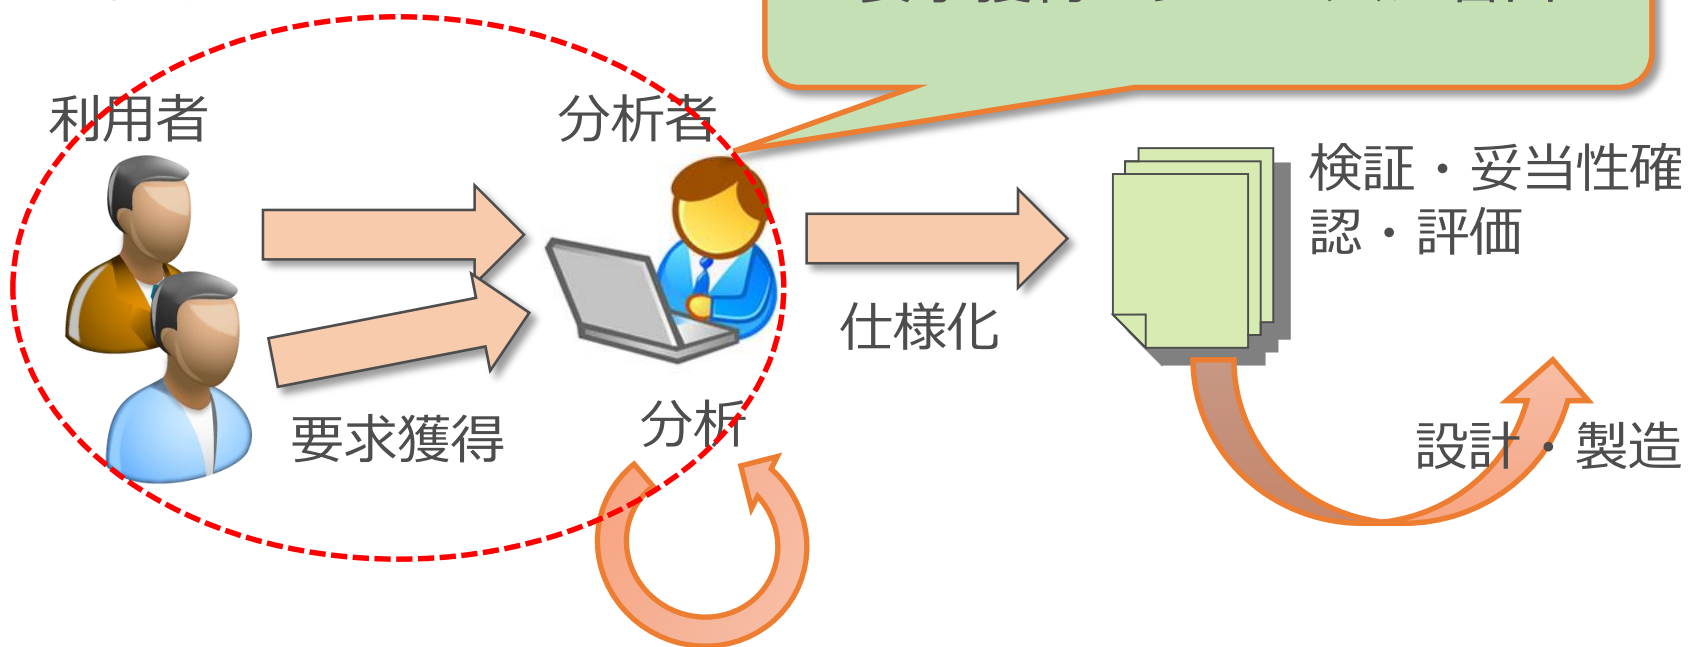 利用者
分析者
検証・妥当性確
認・評価
仕様化
要求獲得
分析
設計・製造